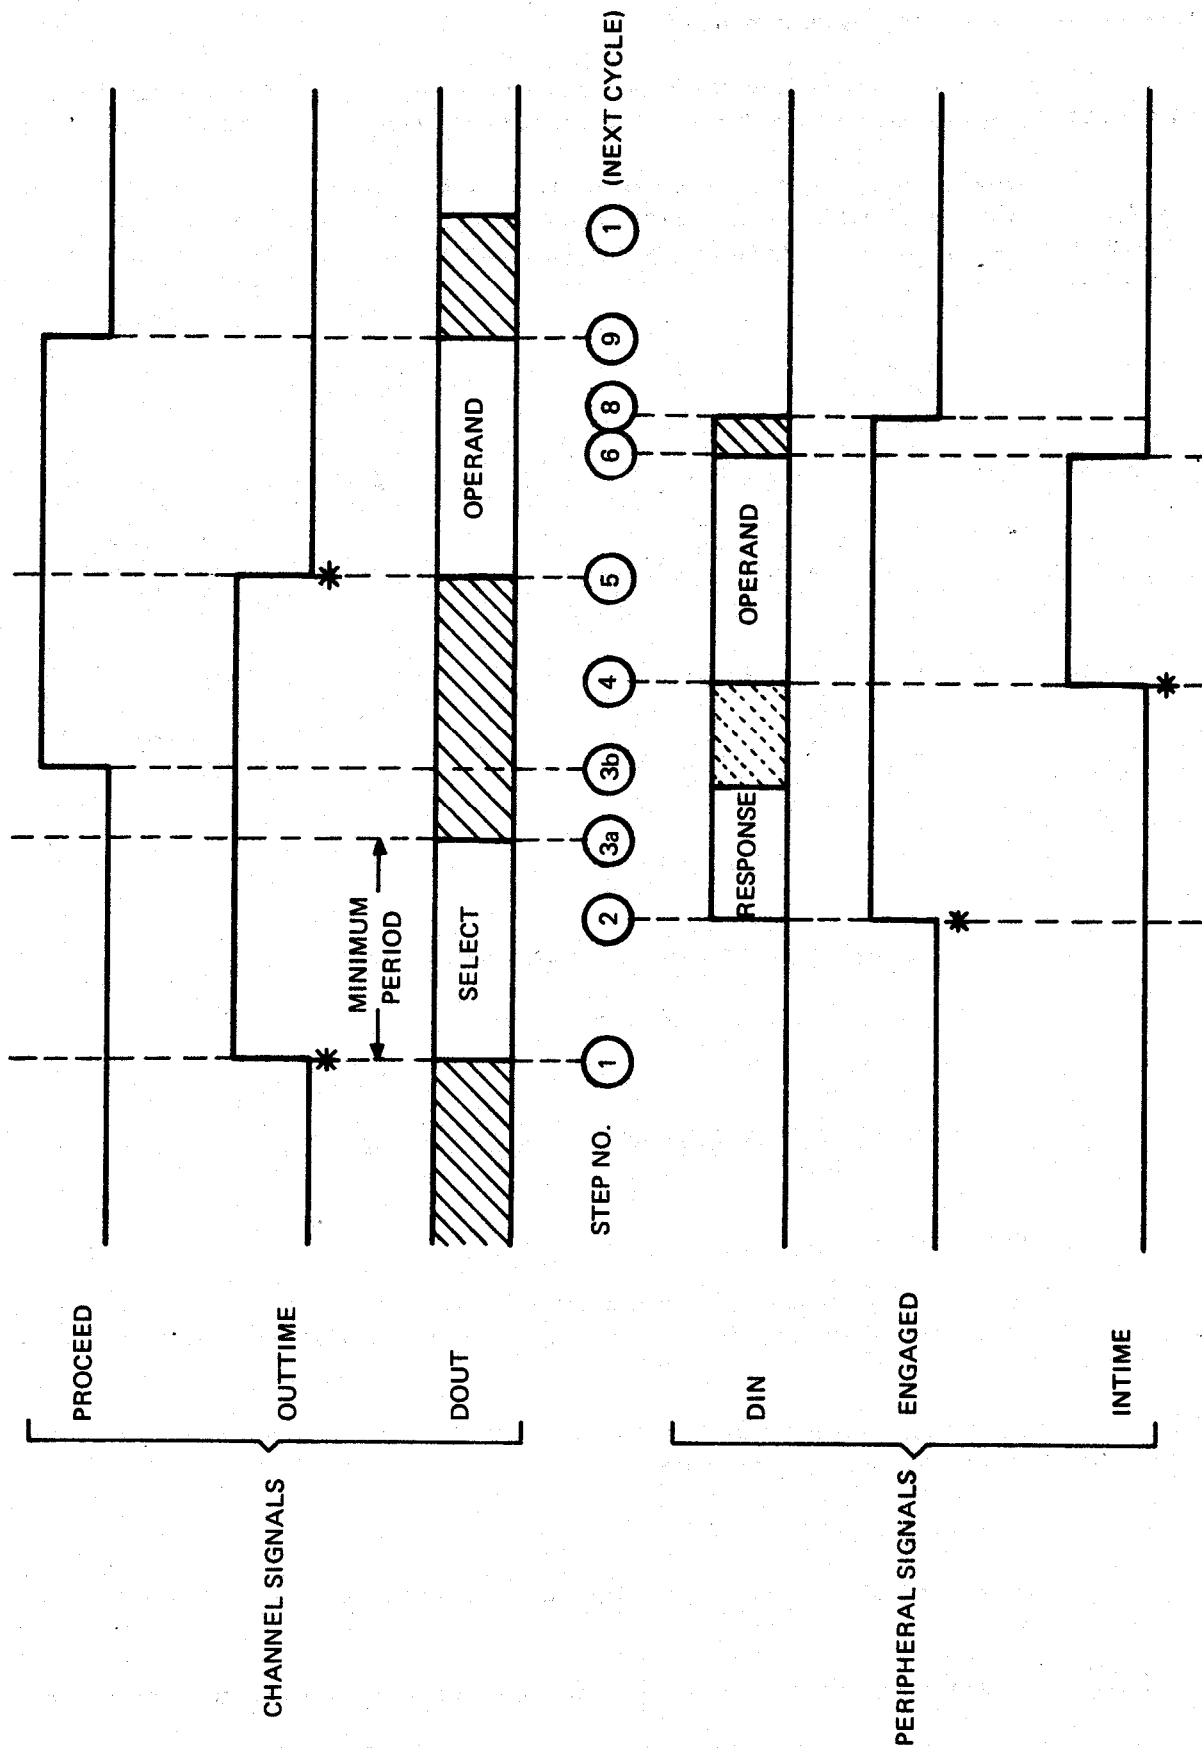 CHANNEL SIGNALS
PROCEED
OUTTIME
DOUT
MINIMUM
PERIOD
SELECT
OPERAND
STEP NO.
1
2
3a
3b
4
5
6
8
9
1
(NEXT CYCLE)
PERIPHERAL SIGNALS
DIN
ENGAGED
INTIME
RESPONSE
OPERAND